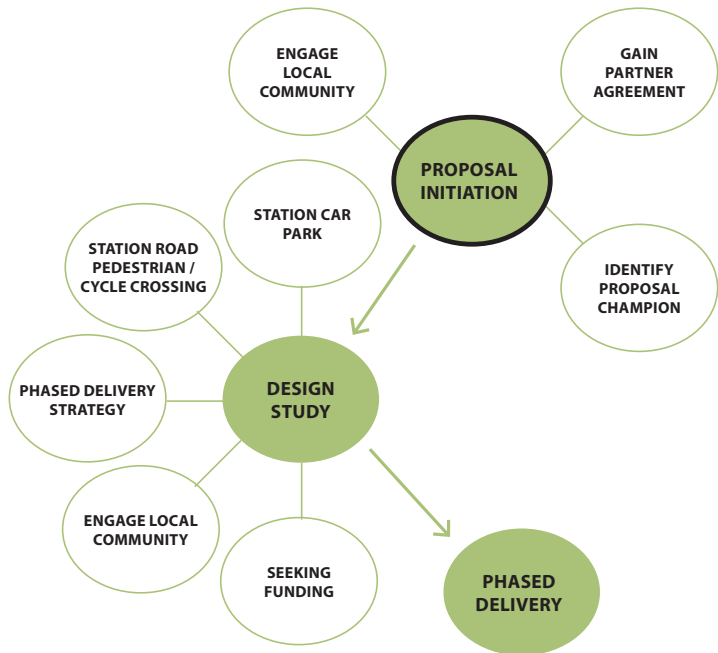 ENGAGE
LOCAL
COMMUNITY
GAIN
PARTNER
AGREEMENT
PROPOSAL
INITIATION
STATION CAR
PARK
STATION ROAD
PEDESTRIAN /
CYCLE CROSSING
IDENTIFY
PROPOSAL
CHAMPION
PHASED DELIVERY
STRATEGY
DESIGN
STUDY
ENGAGE LOCAL
COMMUNITY
SEEKING
FUNDING
PHASED
DELIVERY